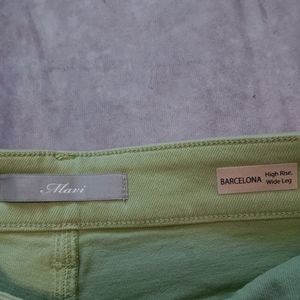 Mavi
BARCELONA
High Rise,
Wide Leg